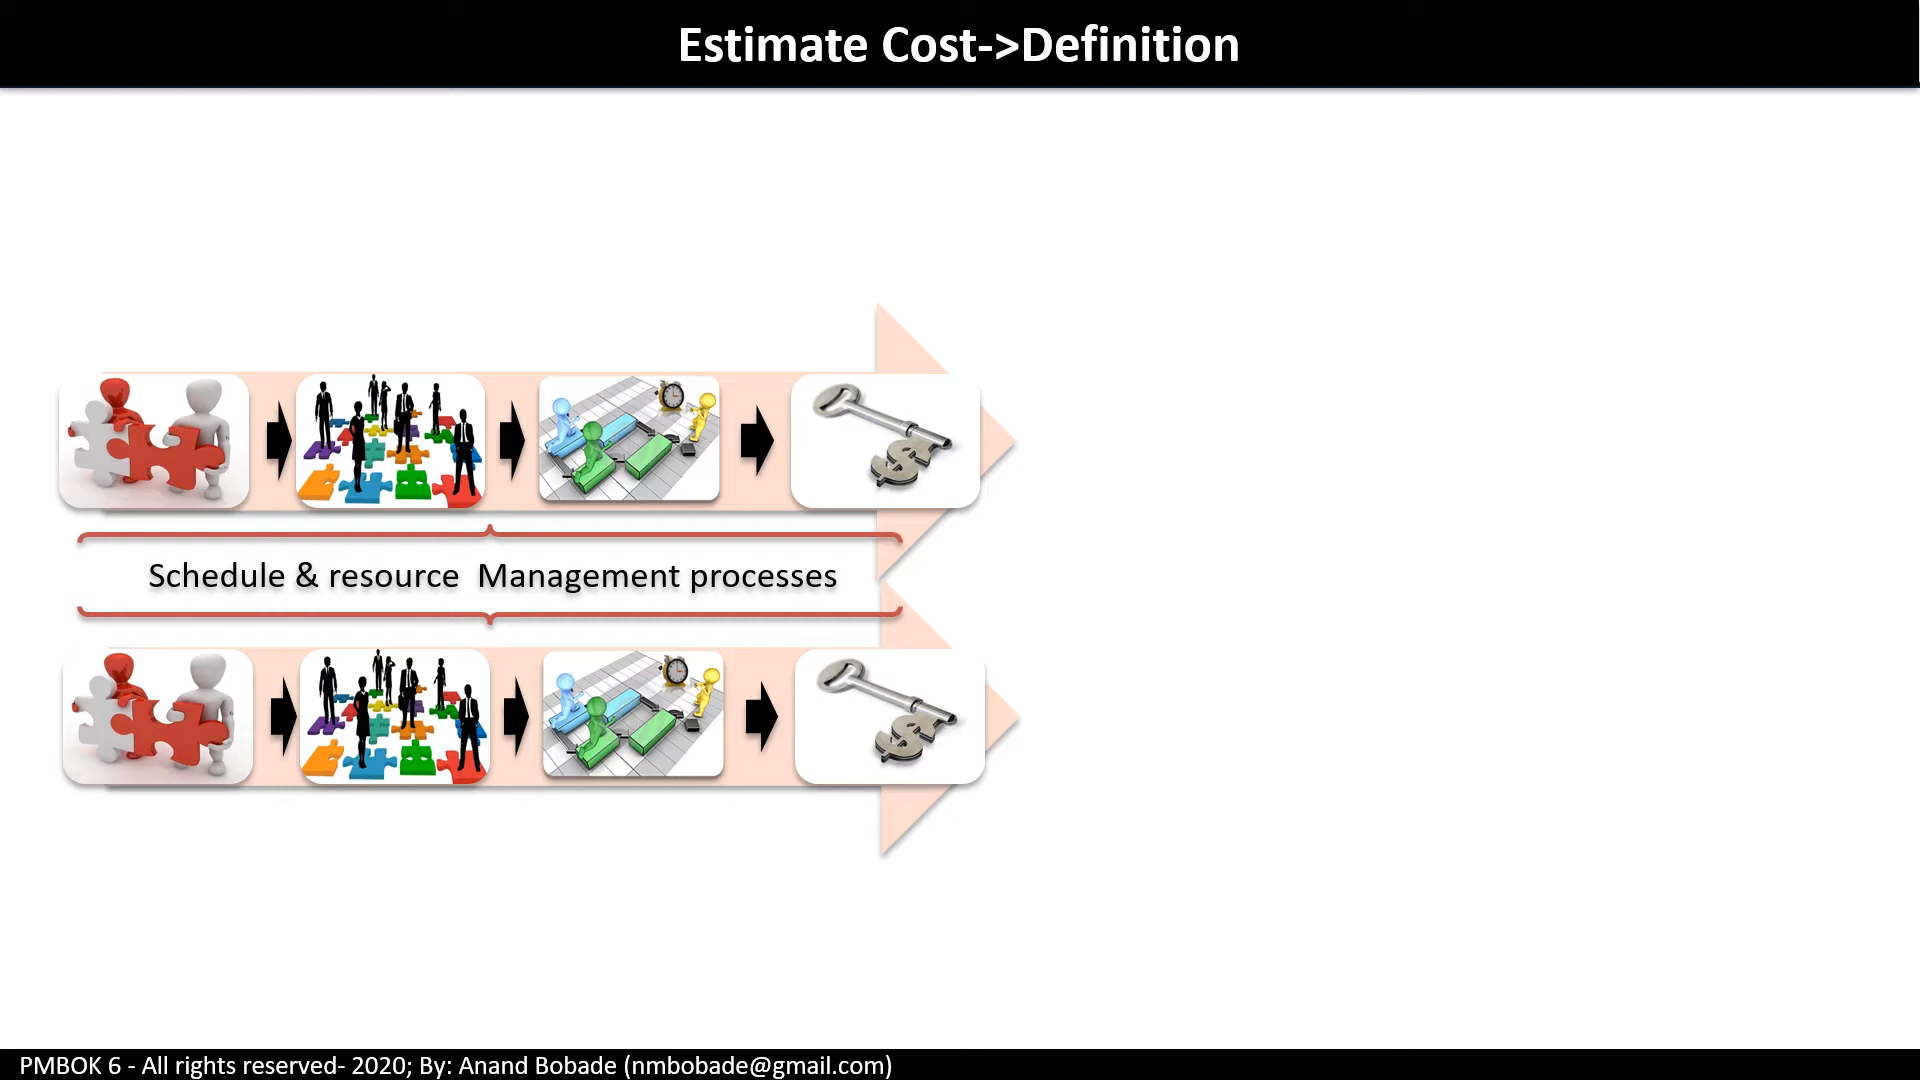 Estimate Cost->Definition
Schedule & resource  Management processes
PMBOK 6 - All rights reserved- 2020; By: Anand Bobade (nmbobade@gmail.com)